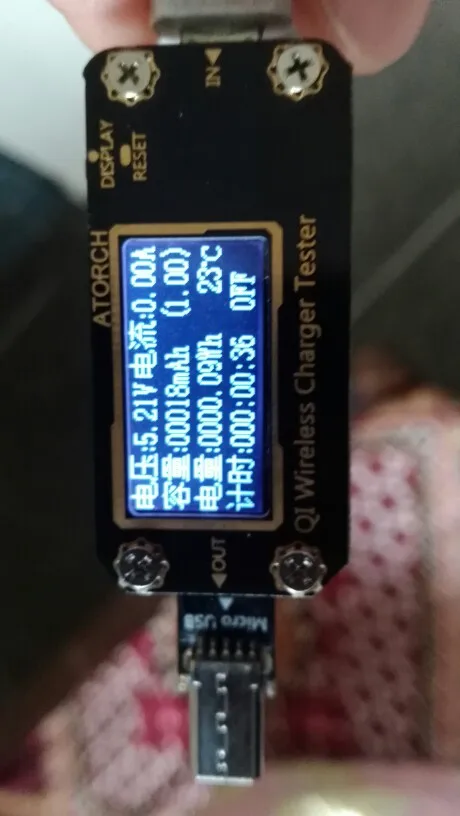 IN
DISPLAY
RESET
ATORCH
电压:5.21V电流:0.00A
容量:00018mAh (1.00)
电量:0000.09Wh 23℃
计时:000:00:36 OFF
QI Wireless Charger Tester
OUT
Micro USB